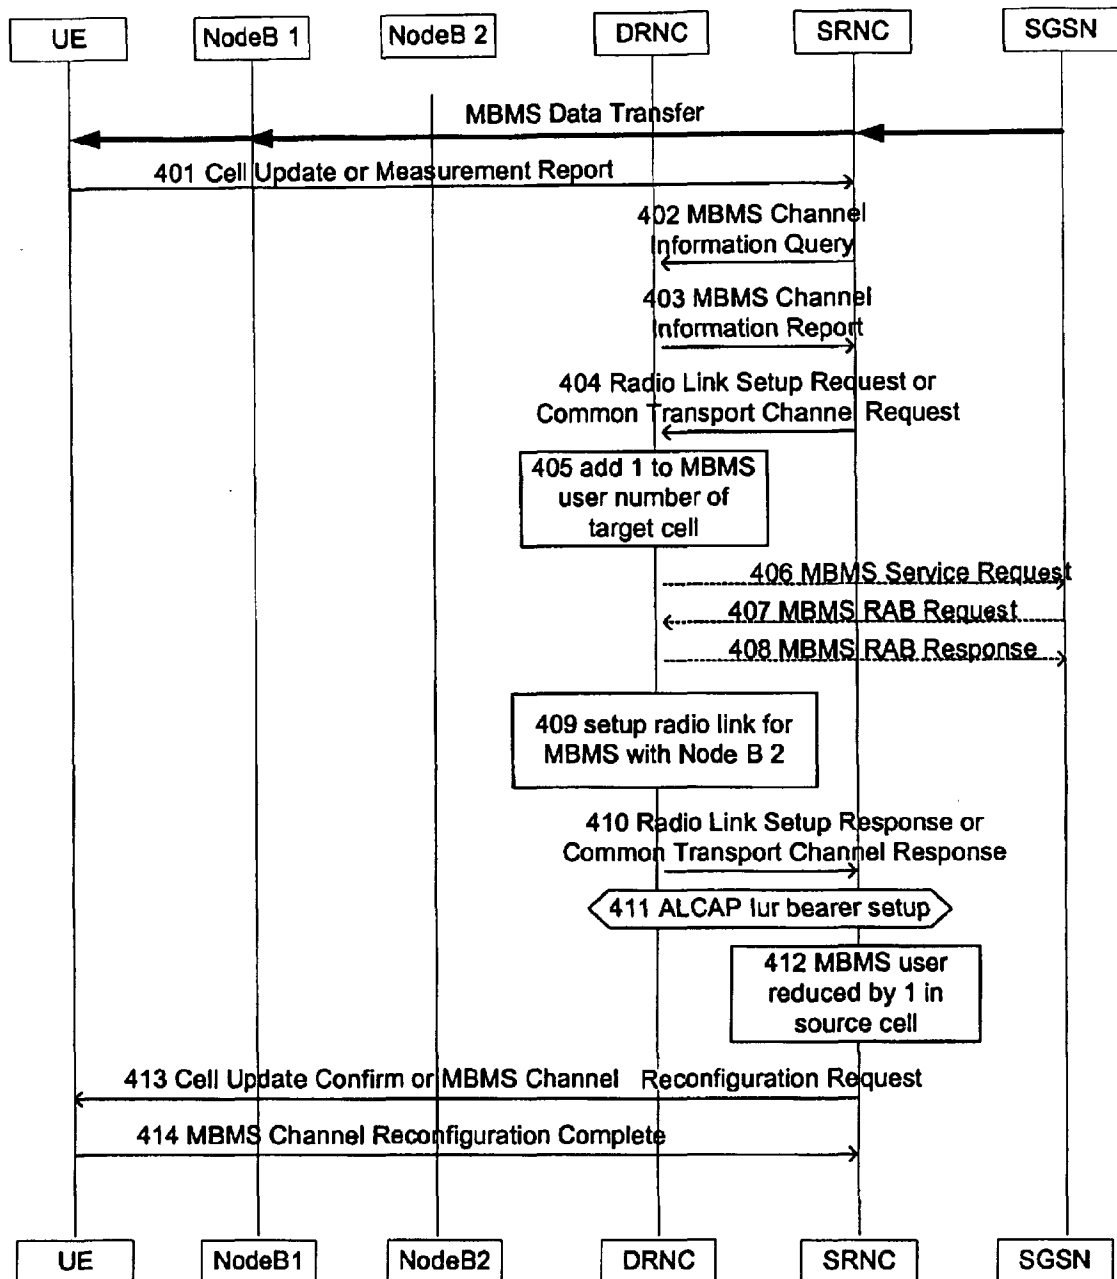 UE
NodeB 1
NodeB 2
DRNC
SRNC
SGSN
MBMS Data Transfer
401 Cell Update or Measurement Report
402 MBMS Channel
Information Query
403 MBMS Channel
Information Report
404 Radio Link Setup Request or
Common Transport Channel Request
405 add 1 to MBMS
user number of
target cell
406 MBMS Service Request
407 MBMS RAB Request
408 MBMS RAB Response
409 setup radio link for
MBMS with Node B 2
410 Radio Link Setup Response or
Common Transport Channel Response
411 ALCAP Iur bearer setup
412 MBMS user
reduced by 1 in
source cell
413 Cell Update Confirm or MBMS Channel Reconfiguration Request
414 MBMS Channel Reconfiguration Complete
UE
NodeB1
NodeB2
DRNC
SRNC
SGSN